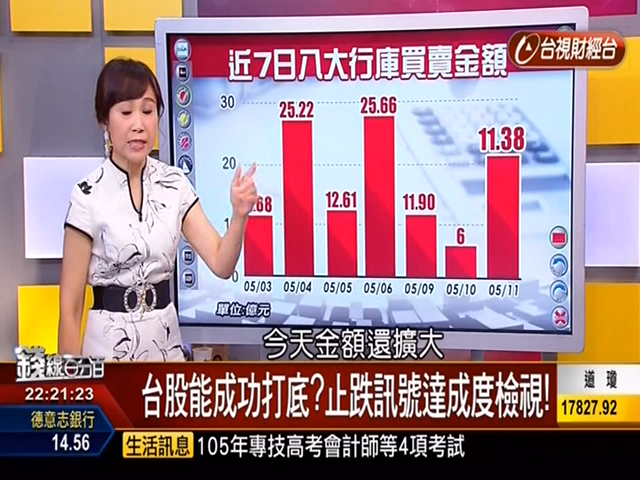 台視財經台
近7日八大行庫買賣金額
30
20
0
.68
25.22
12.61
25.66
11.90
6
11.38
05/03
05/04
05/05
05/06
05/09
05/10
05/11
單位:億元
今天金額還擴大
錢線百分百
22:21:23
台股能成功打底?止跌訊號達成度檢視!
道瓊
17827.92
德意志銀行
14.56
生活訊息
105年專技高考會計師等4項考試